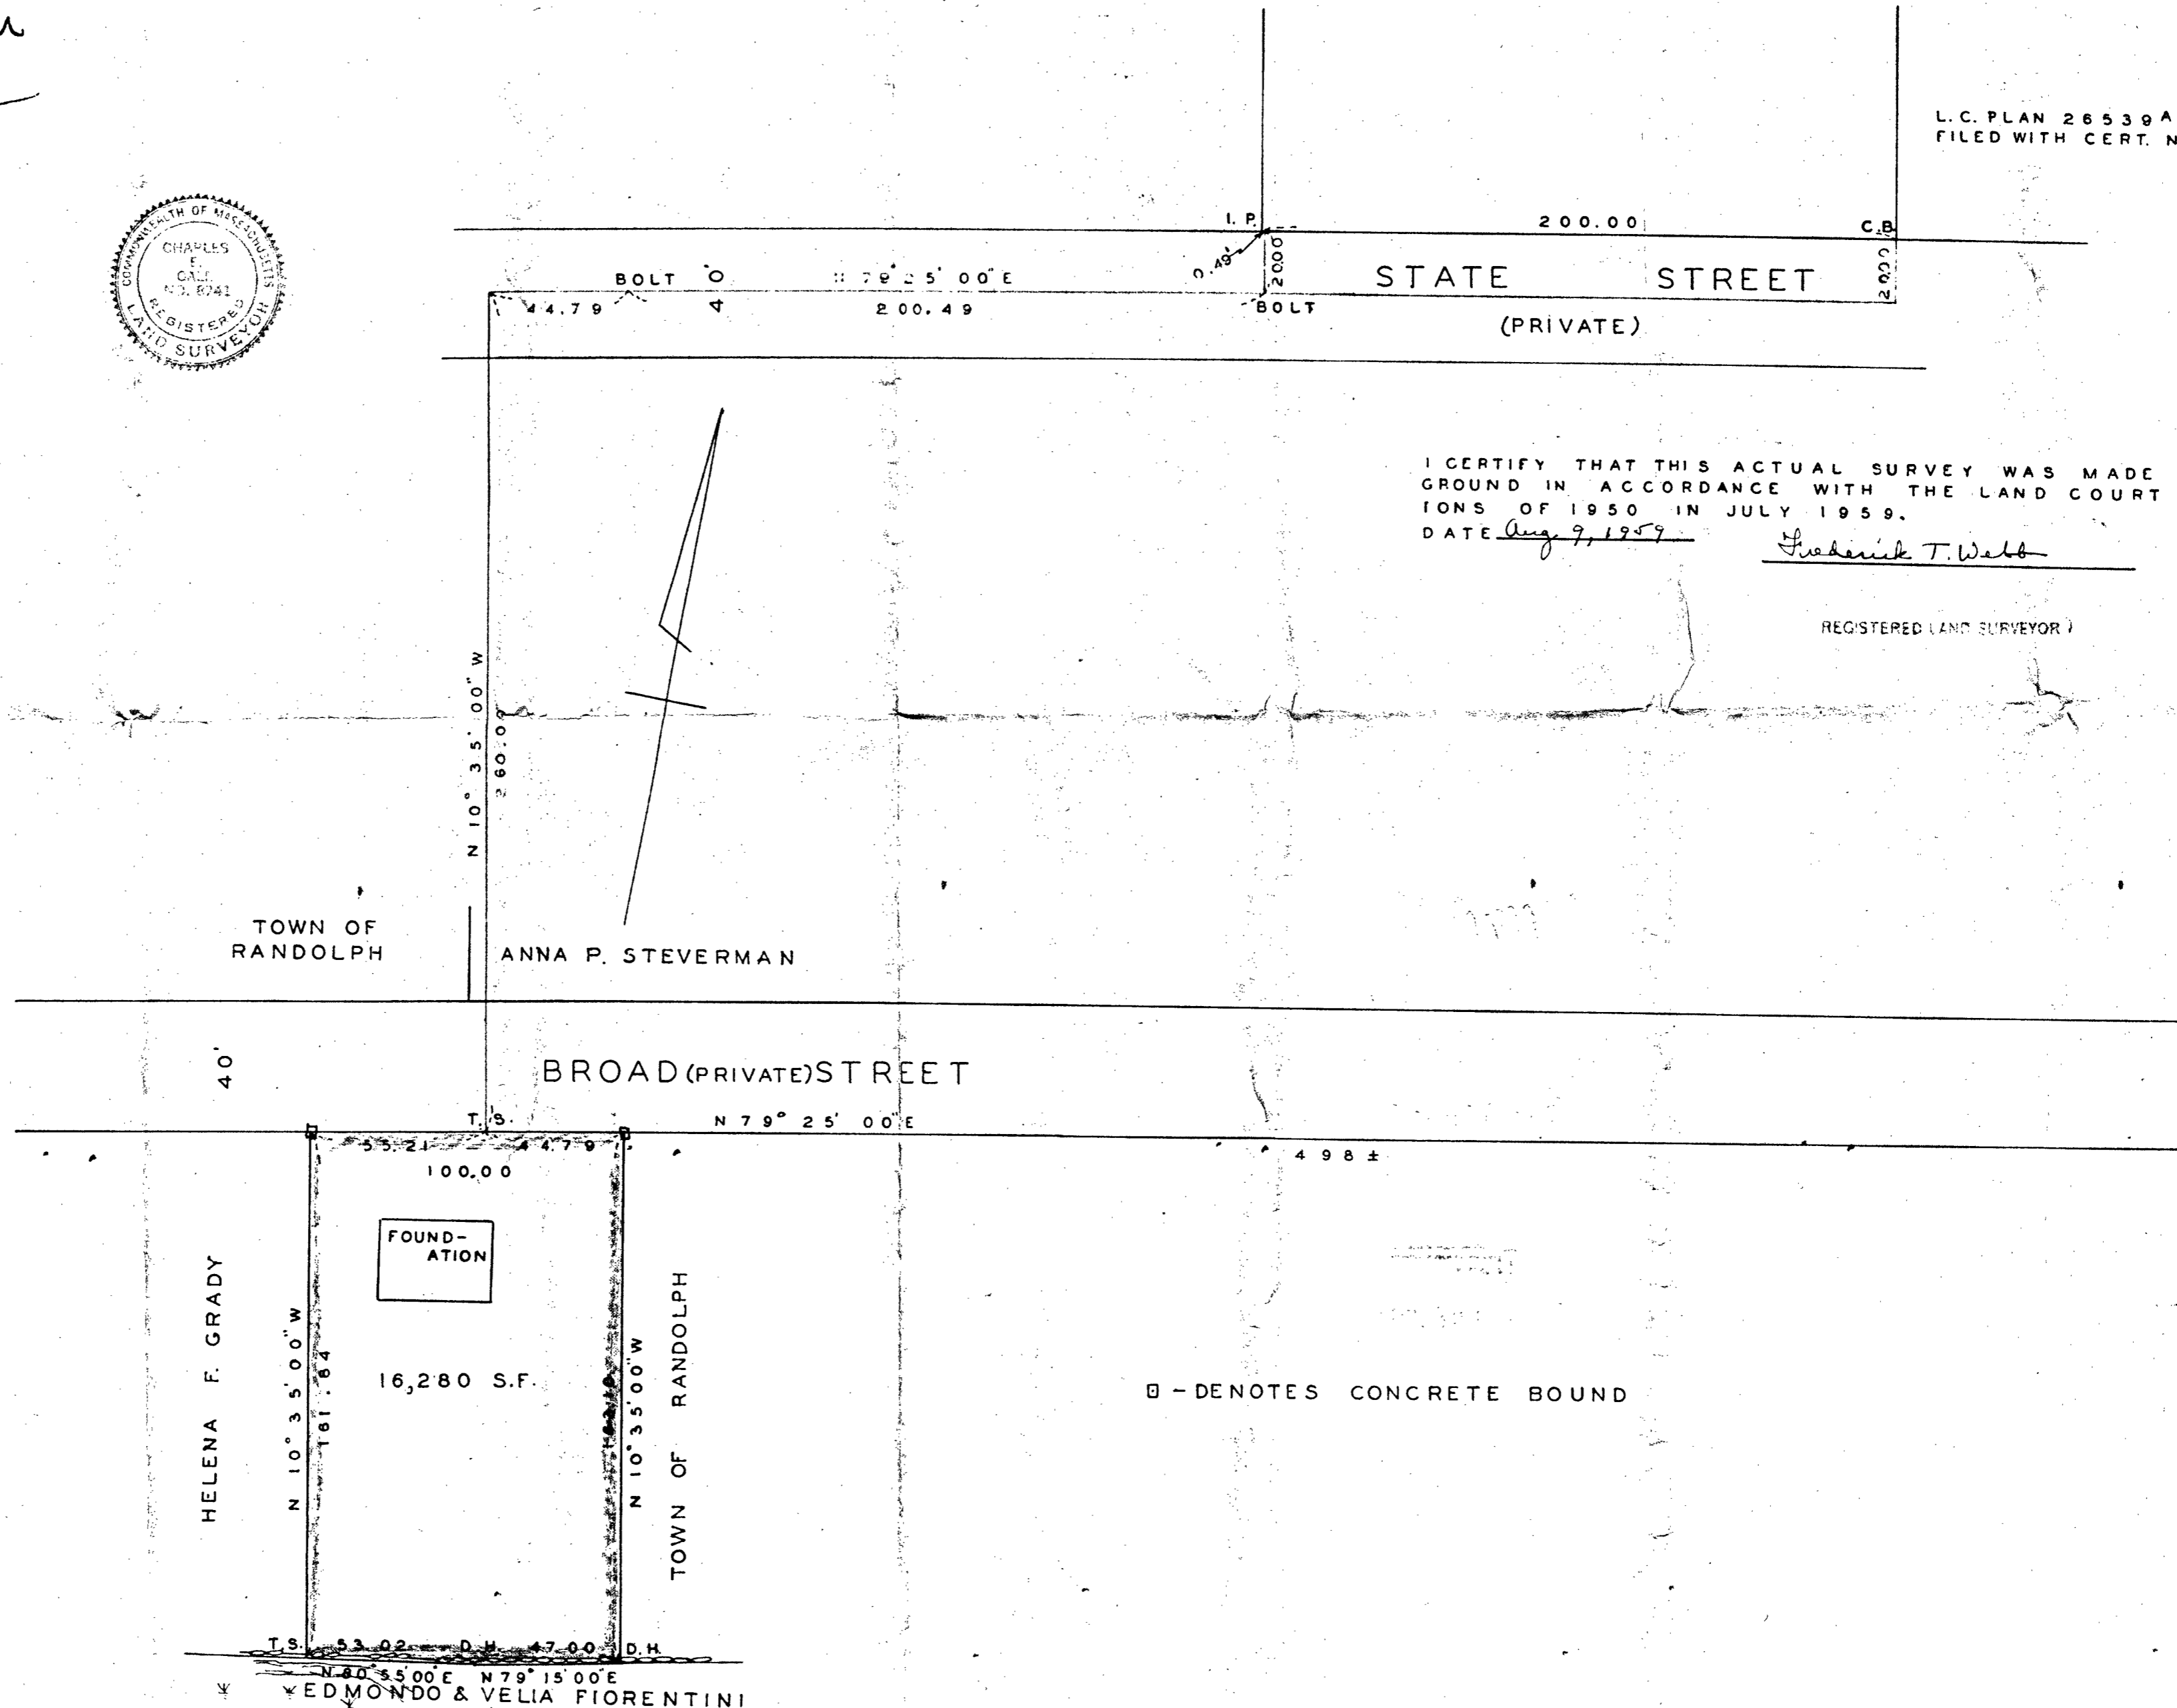 L.C. PLAN 26539A
FILED WITH CERT. N
COMMONWEALTH OF MASSACHUSETTS
CHARLES
E.
NO. 8741
REGISTERED
LAND SURVEYOR
I. P.
200.00
C.B.
0.49'
20.00
STATE STREET
20.00
BOLT
40'
N 79° 25' 00" E
44.79
200.49
BOLT
(PRIVATE)
I CERTIFY THAT THIS ACTUAL SURVEY WAS MADE
GROUND IN ACCORDANCE WITH THE LAND COURT
IONS OF 1950 IN JULY 1959.
DATE Aug 9, 1959
Frederick T. Webb
REGISTERED LAND SURVEYOR
N 10° 35' 00" W
260.00
TOWN OF
RANDOLPH
ANNA P. STEVERMAN
40'
BROAD (PRIVATE) STREET
T.S.
N 79° 25' 00" E
55.21 44.79
100.00
498±
FOUND-
ATION
HELENA F. GRADY
N 10° 35' 00" W
161.84
16,280 S.F.
N 10° 35' 00" W
TOWN OF RANDOLPH
- DENOTES CONCRETE BOUND
T.S. 53.02 D.H. 47.00 D.H.
N 80° 55' 00" E N 79° 15' 00" E
EDMONDO & VELIA FIORENTINI